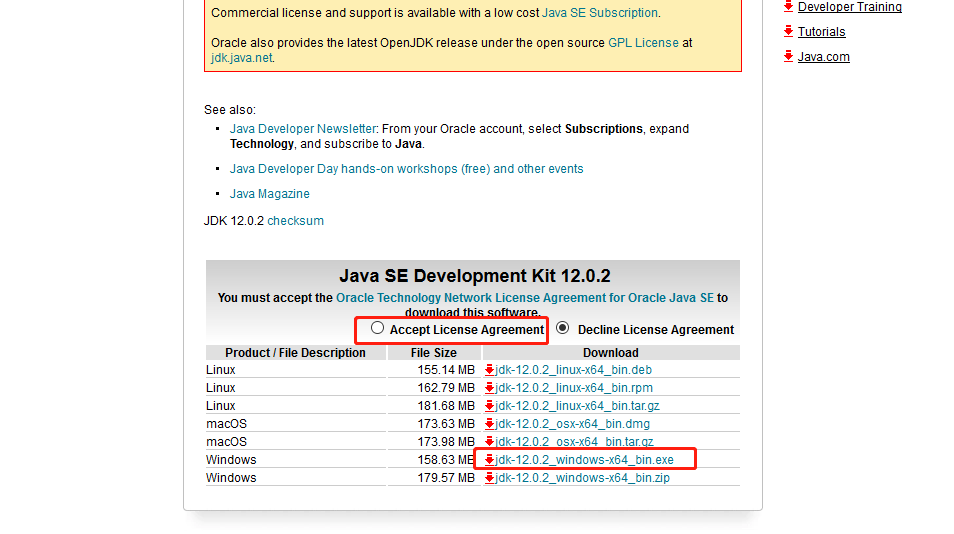 Commercial license and support is available with a low cost Java SE Subscription.
Oracle also provides the latest OpenJDK release under the open source GPL License at
jdk.java.net.
Developer Training
Tutorials
Java.com
See also:
Java Developer Newsletter: From your Oracle account, select Subscriptions, expand
Technology, and subscribe to Java.
Java Developer Day hands-on workshops (free) and other events
Java Magazine
JDK 12.0.2 checksum
Java SE Development Kit 12.0.2
You must accept the Oracle Technology Network License Agreement for Oracle Java SE to
download this software.
Accept License Agreement Decline License Agreement
Product / File Description File Size Download
Linux 155.14 MB jdk-12.0.2_linux-x64_bin.deb
Linux 162.79 MB jdk-12.0.2_linux-x64_bin.rpm
Linux 181.68 MB jdk-12.0.2_linux-x64_bin.tar.gz
macOS 173.63 MB jdk-12.0.2_osx-x64_bin.dmg
macOS 173.98 MB jdk-12.0.2_osx-x64_bin.tar.gz
Windows 158.63 MB jdk-12.0.2_windows-x64_bin.exe
Windows 179.57 MB jdk-12.0.2_windows-x64_bin.zip